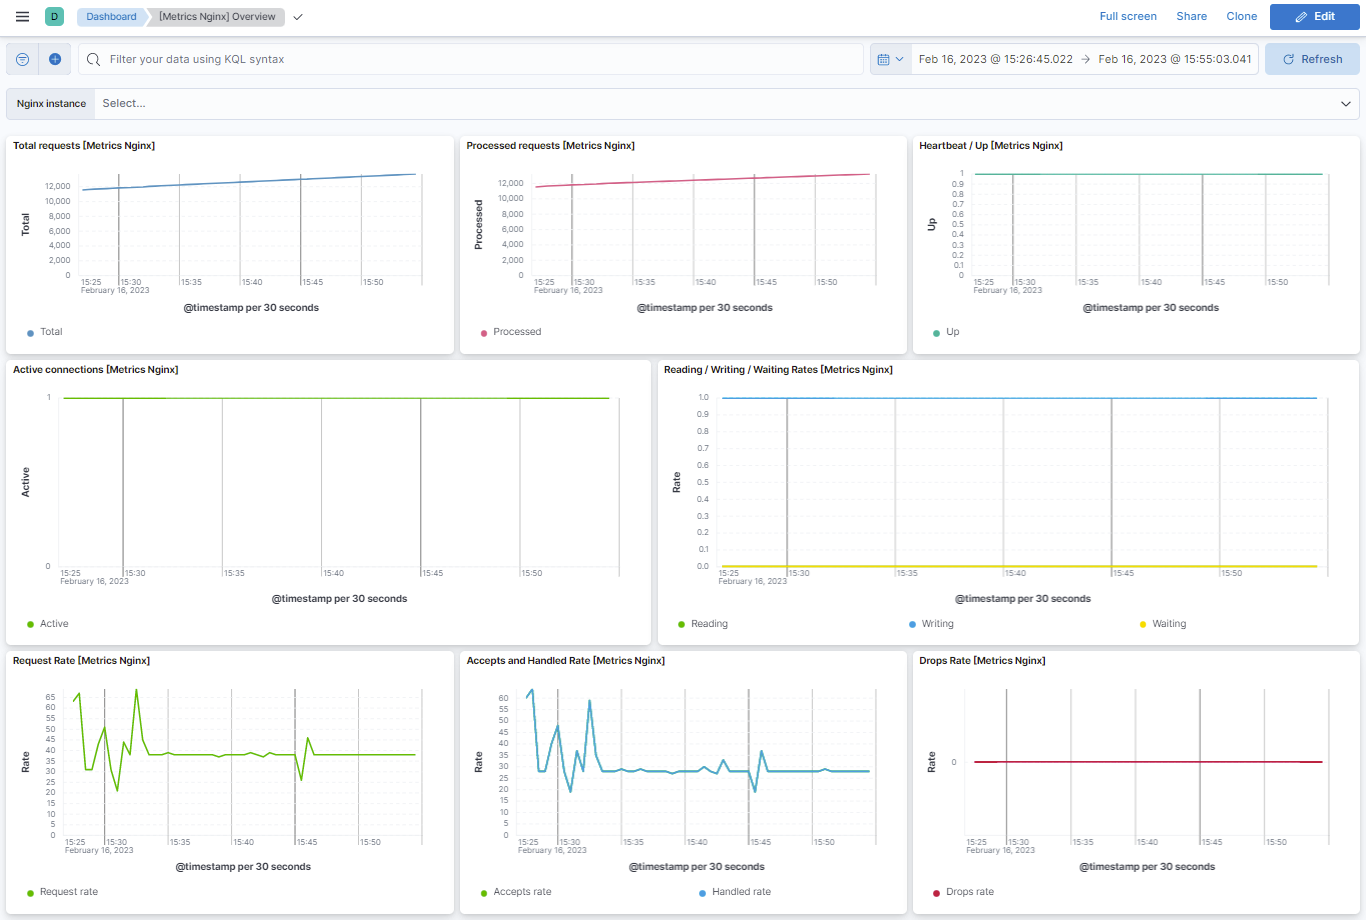 D Dashboard [Metrics Nginx] Overview Full screen Share Clone Edit
Filter your data using KQL syntax Feb 16, 2023 @ 15:26:45.022 → Feb 16, 2023 @ 15:55:03.041 Refresh
Nginx instance Select...
Total requests [Metrics Nginx]
12,000
10,000
8,000
6,000
4,000
2,000
0
Total
15:25 15:30 15:35 15:40 15:45 15:50
February 16, 2023
@timestamp per 30 seconds
Total
Processed requests [Metrics Nginx]
12,000
10,000
8,000
6,000
4,000
2,000
0
Processed
15:25 15:30 15:35 15:40 15:45 15:50
February 16, 2023
@timestamp per 30 seconds
Processed
Heartbeat / Up [Metrics Nginx]
1
0.9
0.8
0.7
0.6
0.5
0.4
0.3
0.2
0.1
0
Up
15:25 15:30 15:35 15:40 15:45 15:50
February 16, 2023
@timestamp per 30 seconds
Up
Active connections [Metrics Nginx]
1
0
Active
15:25 15:30 15:35 15:40 15:45 15:50
February 16, 2023
@timestamp per 30 seconds
Active
Reading / Writing / Waiting Rates [Metrics Nginx]
1.0
0.9
0.8
0.7
0.6
0.5
0.4
0.3
0.2
0.1
0.0
Rate
15:25 15:30 15:35 15:40 15:45 15:50
February 16, 2023
@timestamp per 30 seconds
Reading Writing Waiting
Request Rate [Metrics Nginx]
65
60
55
50
45
40
35
30
25
20
15
10
5
0
Rate
15:25 15:30 15:35 15:40 15:45 15:50
February 16, 2023
@timestamp per 30 seconds
Request rate
Accepts and Handled Rate [Metrics Nginx]
60
55
50
45
40
35
30
25
20
15
10
5
0
Rate
15:25 15:30 15:35 15:40 15:45 15:50
February 16, 2023
@timestamp per 30 seconds
Accepts rate Handled rate
Drops Rate [Metrics Nginx]
0
Rate
15:25 15:30 15:35 15:40 15:45 15:50
February 16, 2023
@timestamp per 30 seconds
Drops rate